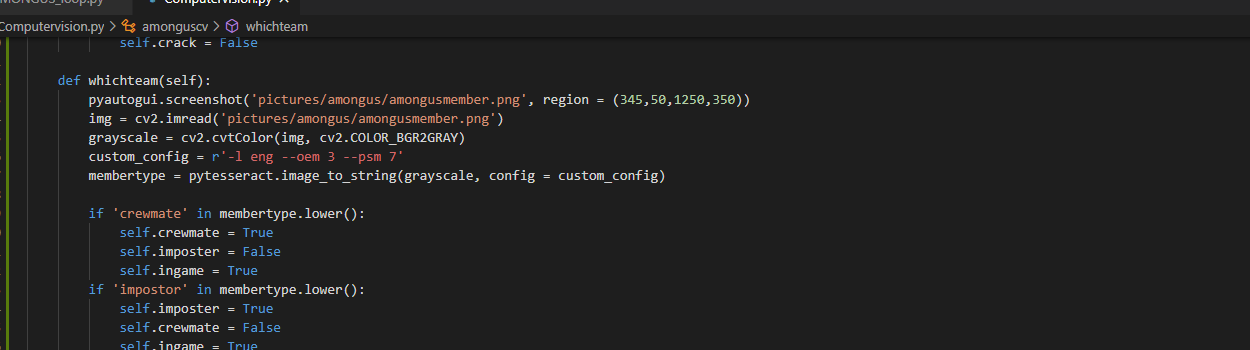 Computervision.py
Computervision.py > amonguscv > whichteam
self.crack = False
def whichteam(self):
pyautogui.screenshot('pictures/amongus/amongusmember.png', region = (345,50,1250,350))
img = cv2.imread('pictures/amongus/amongusmember.png')
grayscale = cv2.cvtColor(img, cv2.COLOR_BGR2GRAY)
custom_config = r'-l eng --oem 3 --psm 7'
membertype = pytesseract.image_to_string(grayscale, config = custom_config)
if 'crewmate' in membertype.lower():
self.crewmate = True
self.imposter = False
self.ingame = True
if 'impostor' in membertype.lower():
self.imposter = True
self.crewmate = False
self.ingame = True